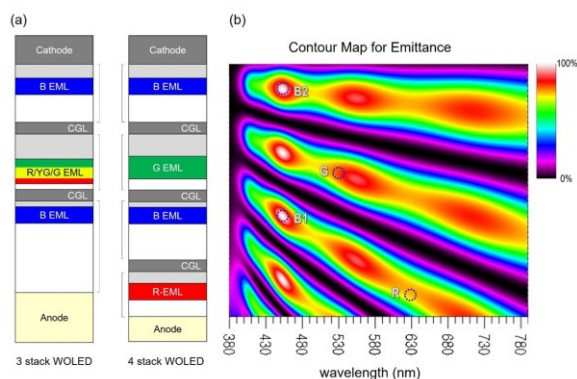 (a)
Cathode
B EML
CGL
R/YG/G EML
CGL
B EML
Anode
3 stack WOLED
Cathode
B EML
CGL
G EML
CGL
B EML
CGL
R-EML
Anode
4 stack WOLED
(b)
Contour Map for Emittance
B2
G
B1
R
100%
0%
380
430
480
530
580
630
680
730
780
wavelength (nm)